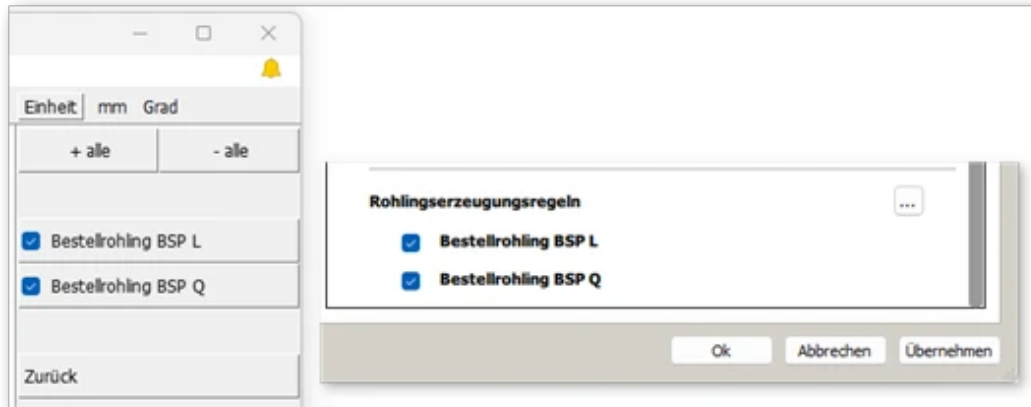 Einheit mm Grad
+ alle - alle
Bestellrohling BSP L
Bestellrohling BSP Q
Zurück
Rohlingserzeugungsregeln ...
Bestellrohling BSP L
Bestellrohling BSP Q
Ok Abbrechen Übernehmen